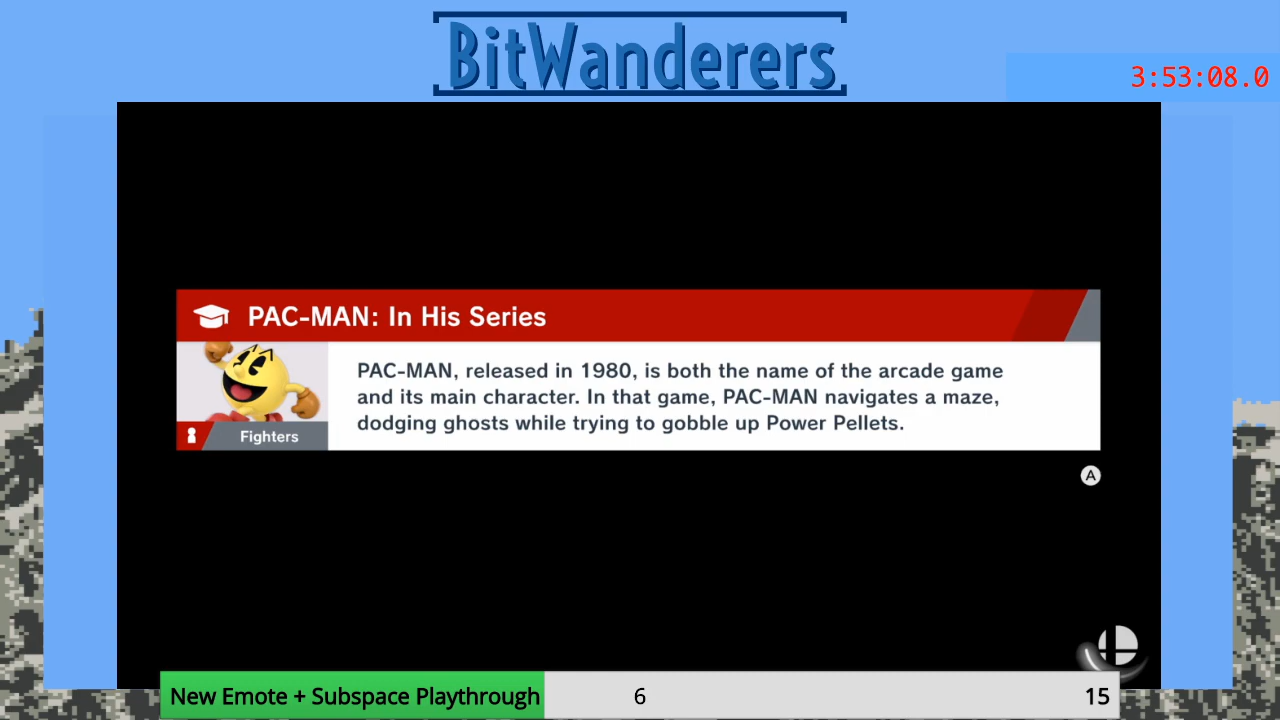 BitWanderers
3:53:08.0
PAC-MAN: In His Series
PAC-MAN, released in 1980, is both the name of the arcade game
and its main character. In that game, PAC-MAN navigates a maze,
dodging ghosts while trying to gobble up Power Pellets.
Fighters
A
New Emote + Subspace Playthrough
6
15